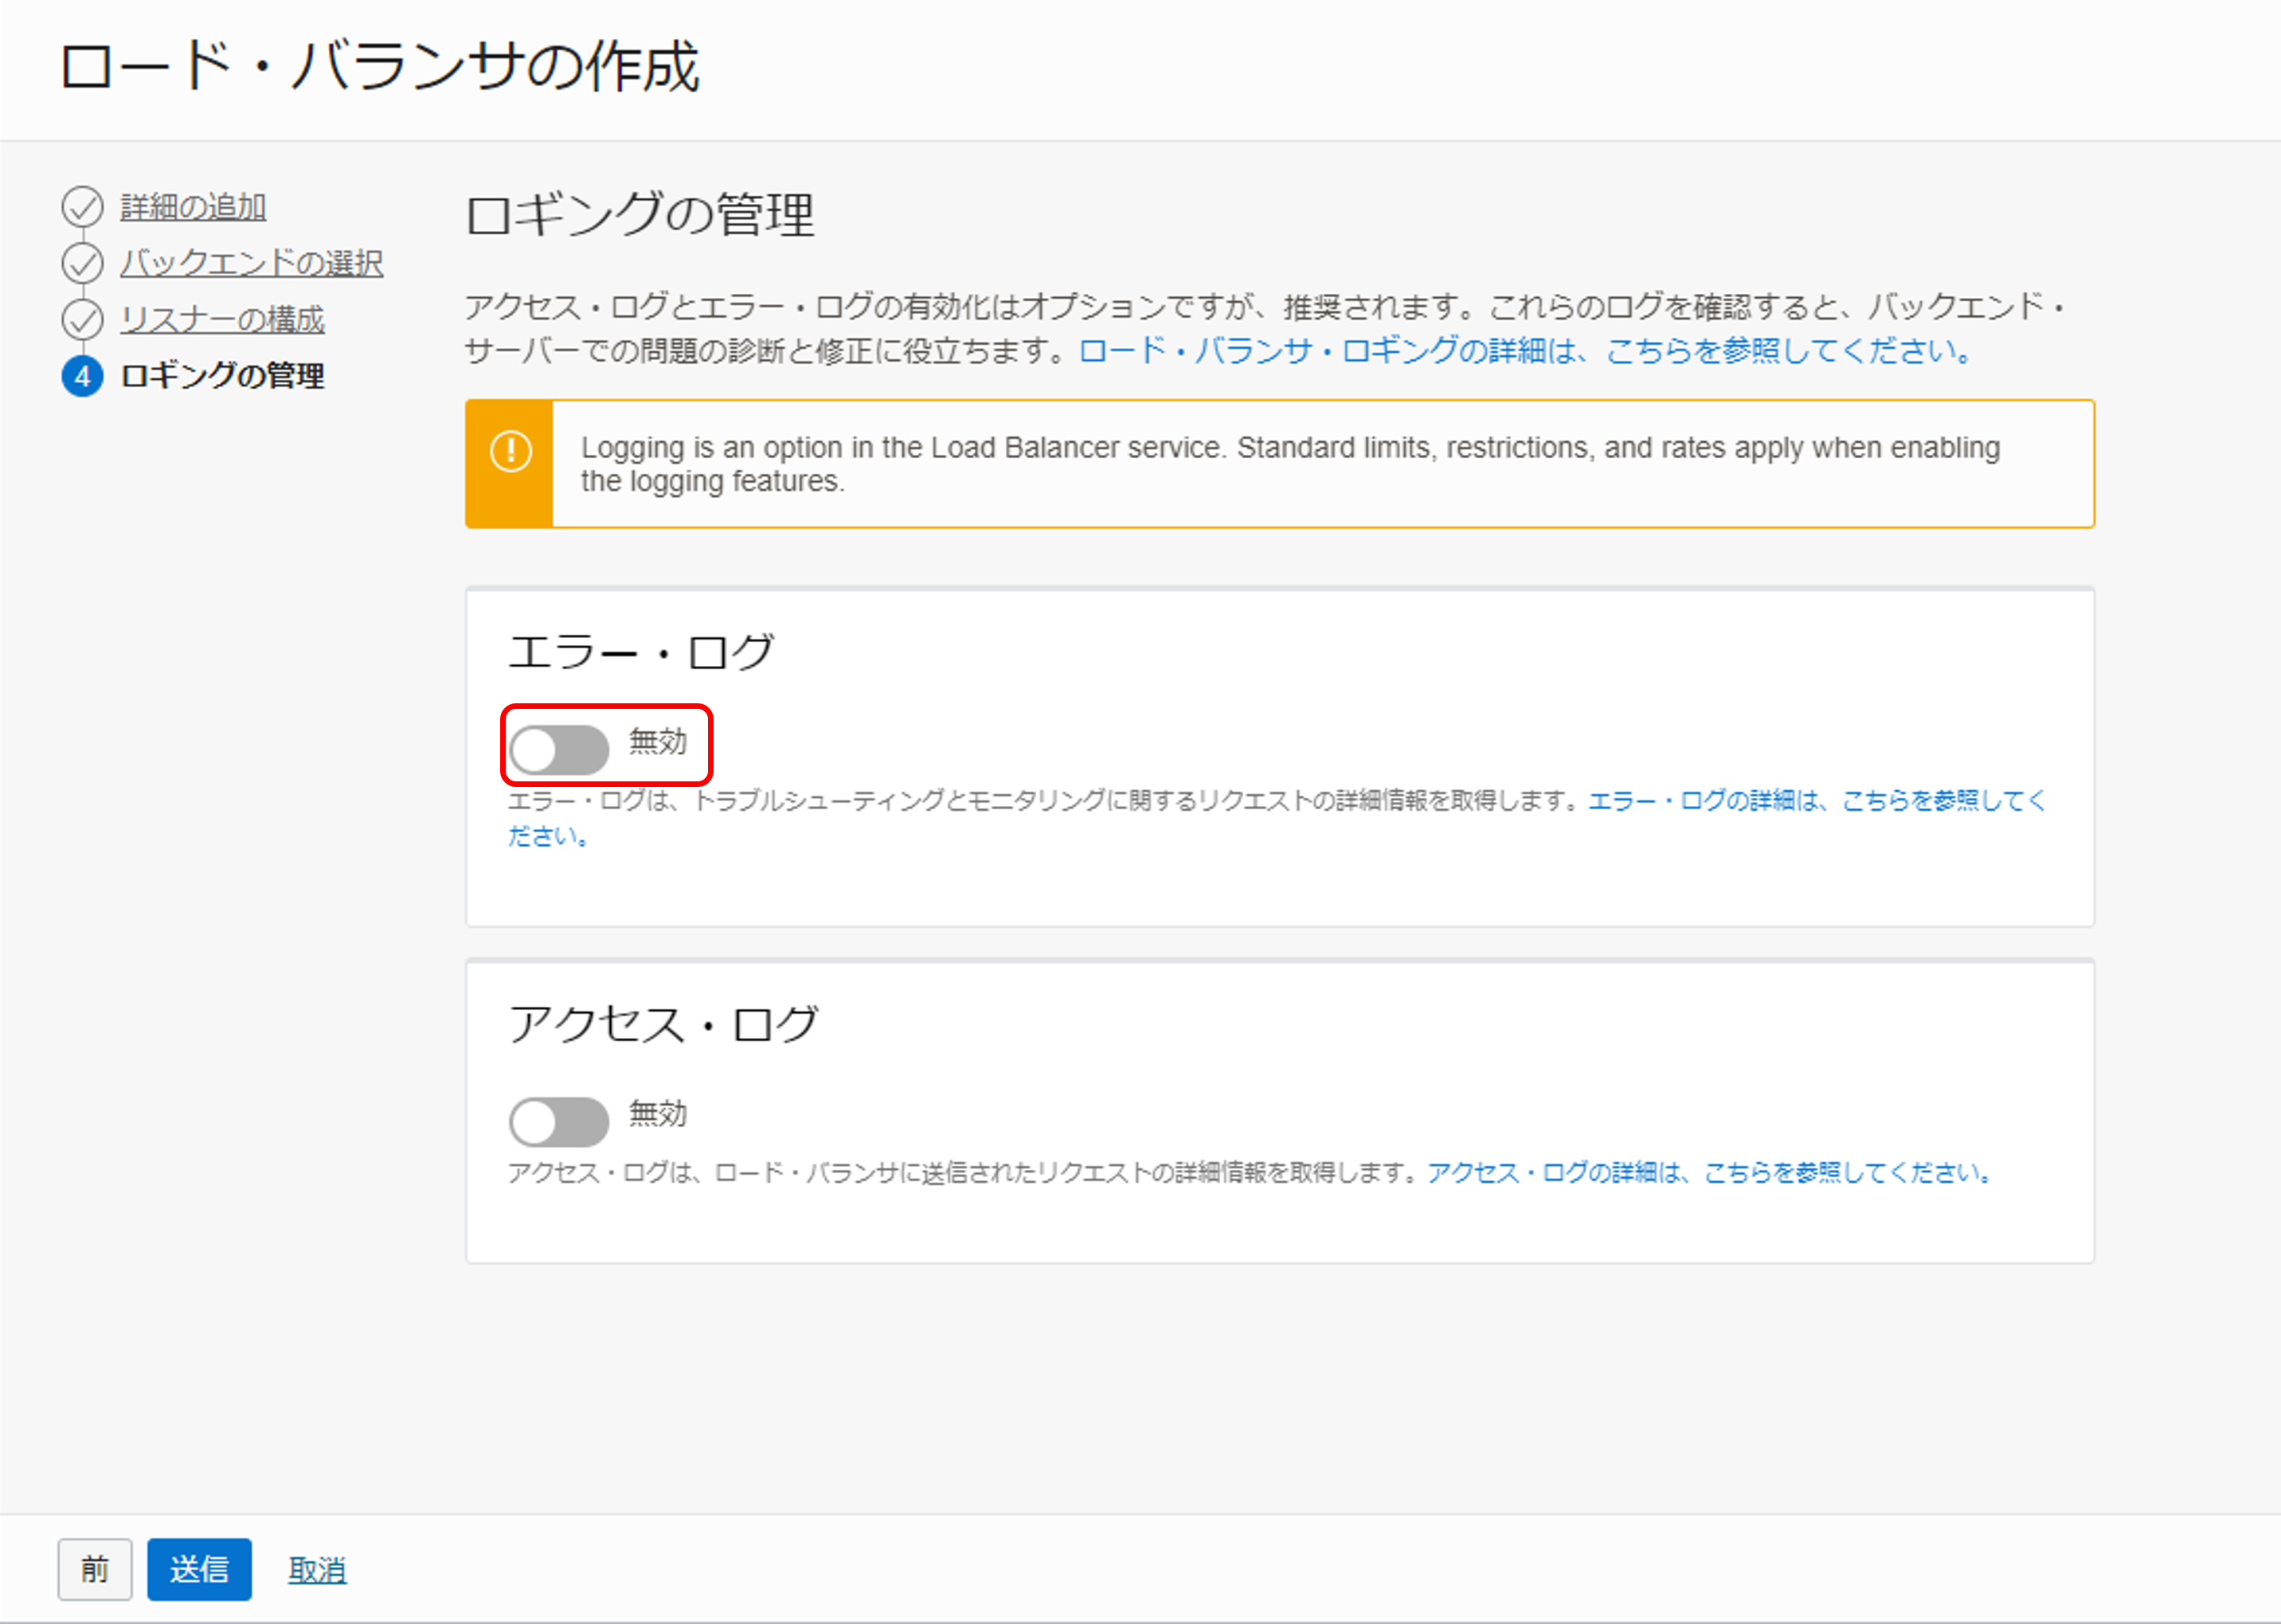 ロード・バランサの作成
詳細の追加
バックエンドの選択
リスナーの構成
4 ロギングの管理
ロギングの管理
アクセス・ログとエラー・ログの有効化はオプションですが、推奨されます。これらのログを確認すると、バックエンド・
サーバーでの問題の診断と修正に役立ちます。ロード・バランサ・ロギングの詳細は、こちらを参照してください。
Logging is an option in the Load Balancer service. Standard limits, restrictions, and rates apply when enabling
the logging features.
エラー・ログ
無効
エラー・ログは、トラブルシューティングとモニタリングに関するリクエストの詳細情報を取得します。エラー・ログの詳細は、こちらを参照してく
ださい。
アクセス・ログ
無効
アクセス・ログは、ロード・バランサに送信されたリクエストの詳細情報を取得します。アクセス・ログの詳細は、こちらを参照してください。
前 送信 取消